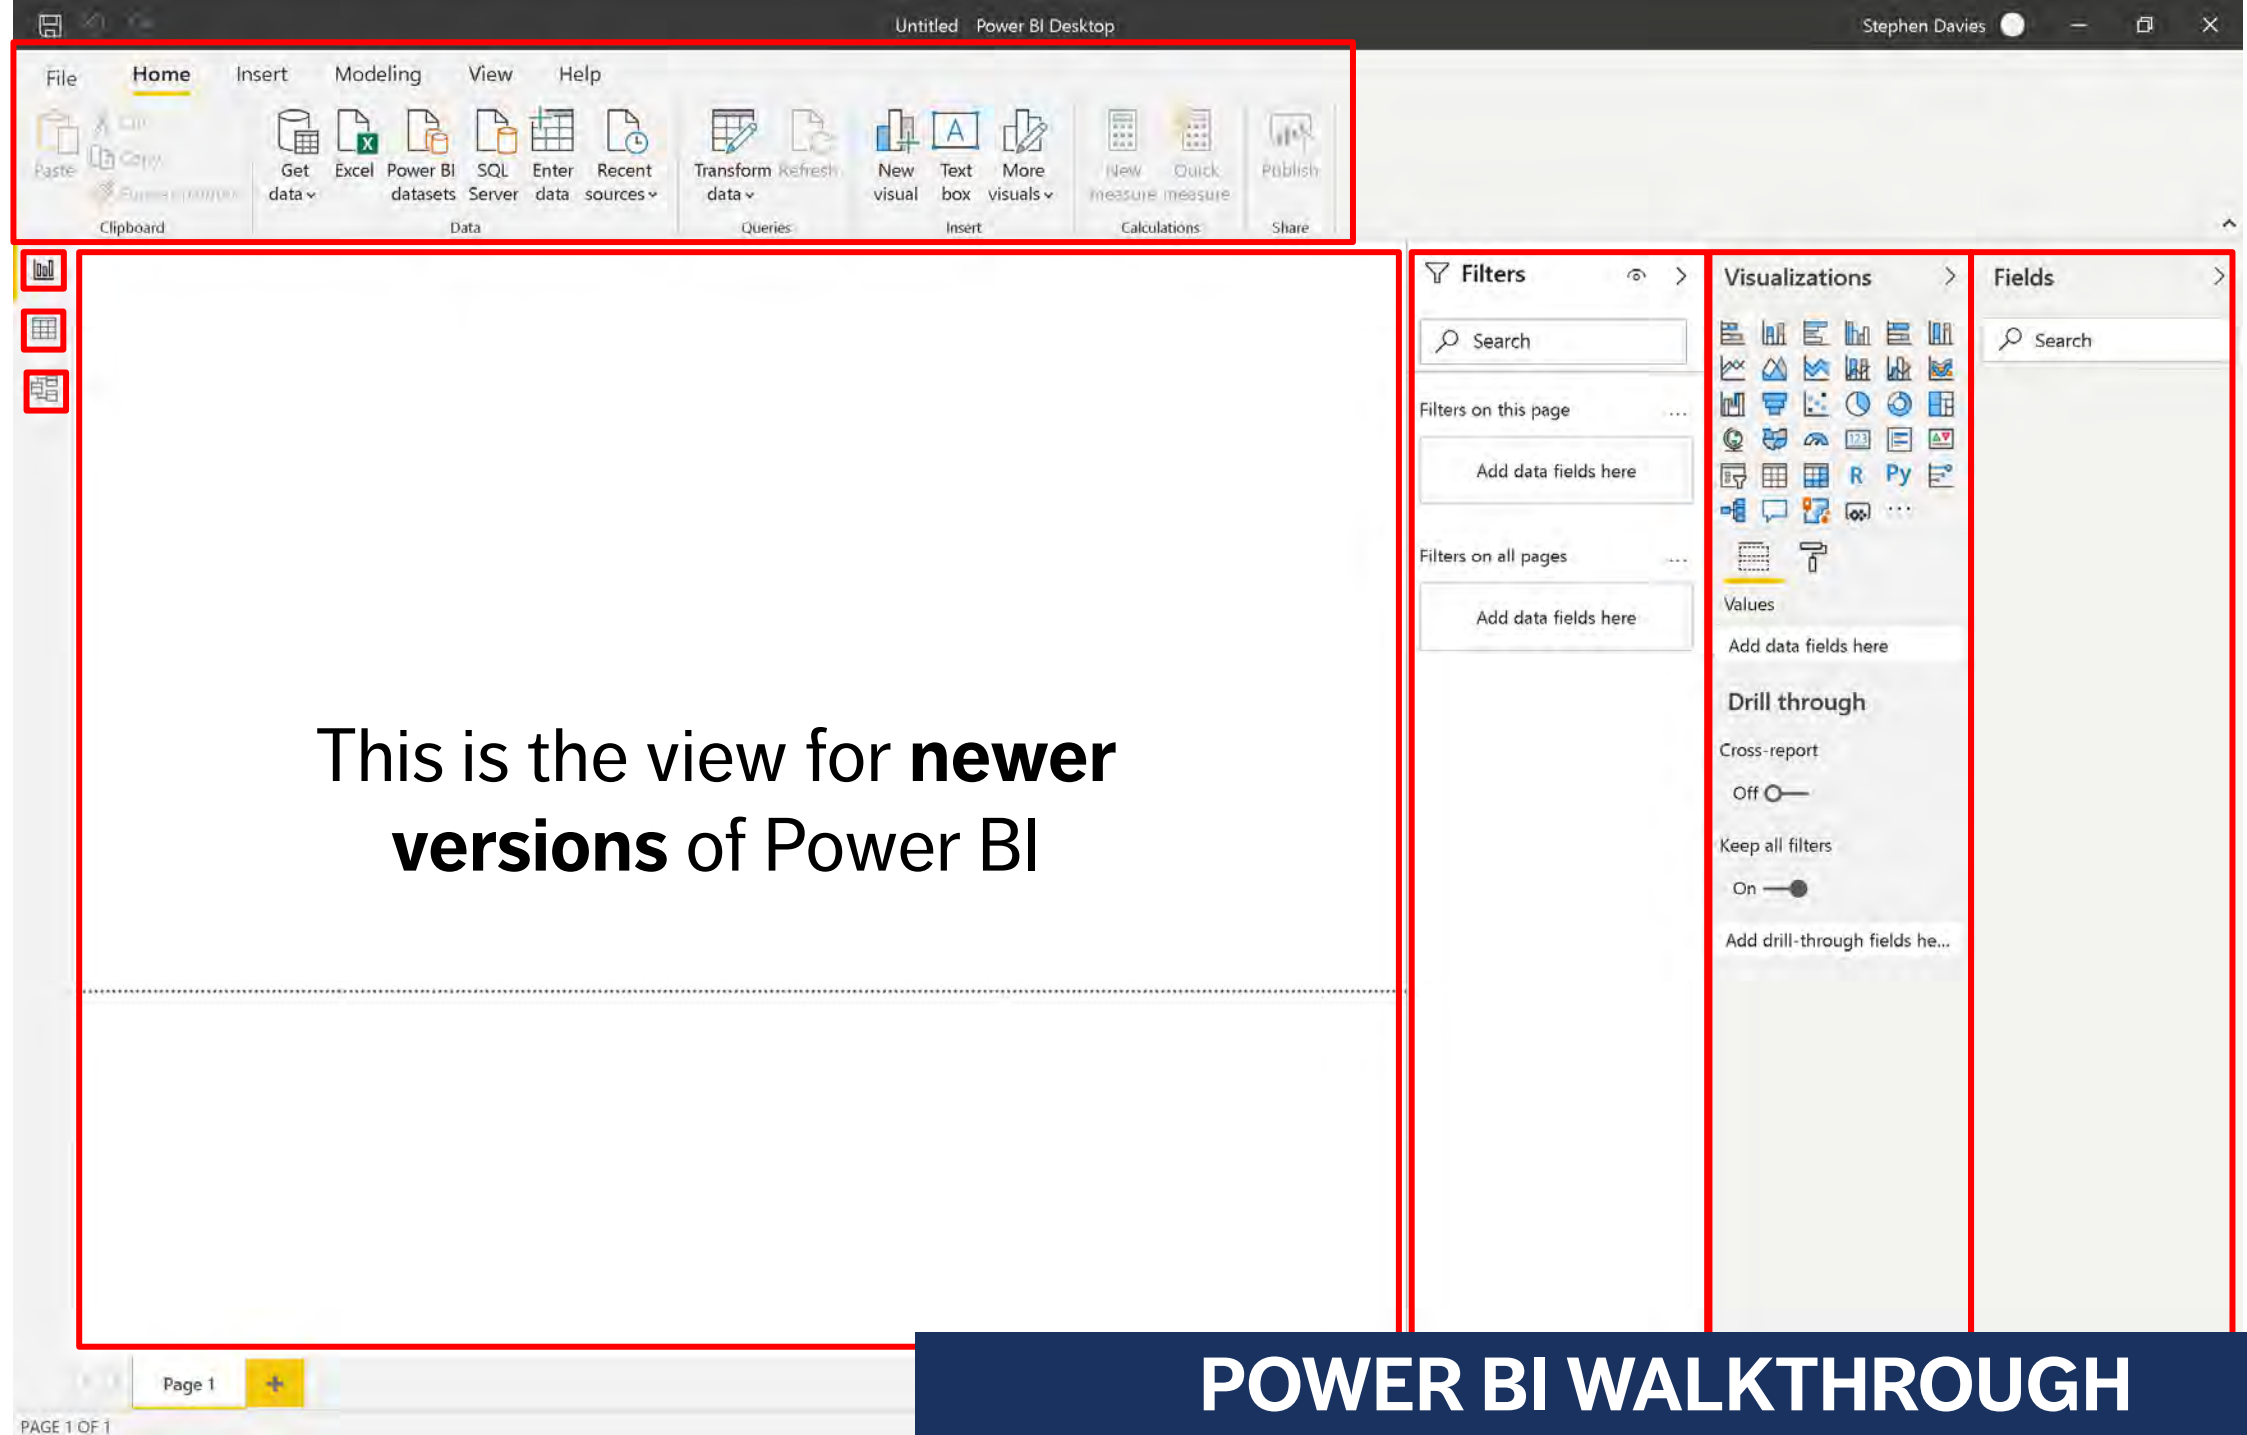 Untitled Power BI Desktop
Stephen Davies
File Home Insert Modeling View Help
Paste
Cut
Copy
Get data
Excel
Power BI datasets
SQL Server
Enter data
Recent sources
Transform data
Refresh
New visual
Text box
More visuals
New measure
Quick measure
Publish
Clipboard
Data
Queries
Insert
Calculations
Share
Filters
Search
Filters on this page
...
Add data fields here
Filters on all pages
...
Add data fields here
Visualizations
123
R
Py
...
Values
Add data fields here
Drill through
Cross-report
Off
Keep all filters
On
Add drill-through fields he...
Fields
Search
This is the view for newer
versions of Power BI
Page 1
+
PAGE 1 OF 1
POWER BI WALKTHROUGH